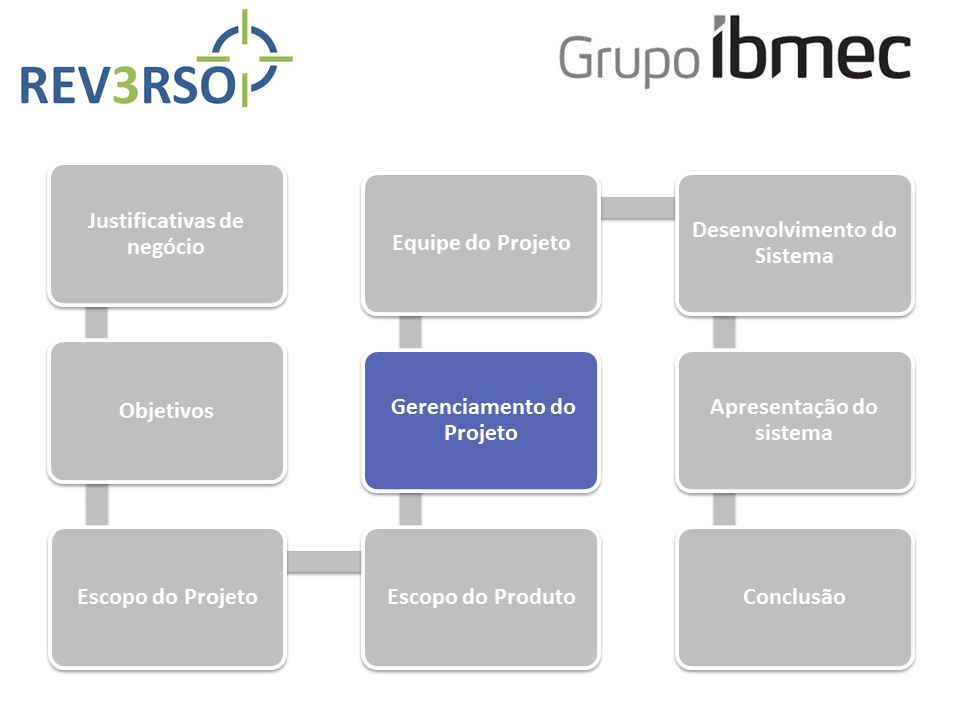 REV3RSO
Grupo ibmec
Justificativas de
negócio
Objetivos
Escopo do Projeto
Escopo do Produto
Gerenciamento do
Projeto
Equipe do Projeto
Desenvolvimento do
Sistema
Apresentação do
sistema
Conclusão